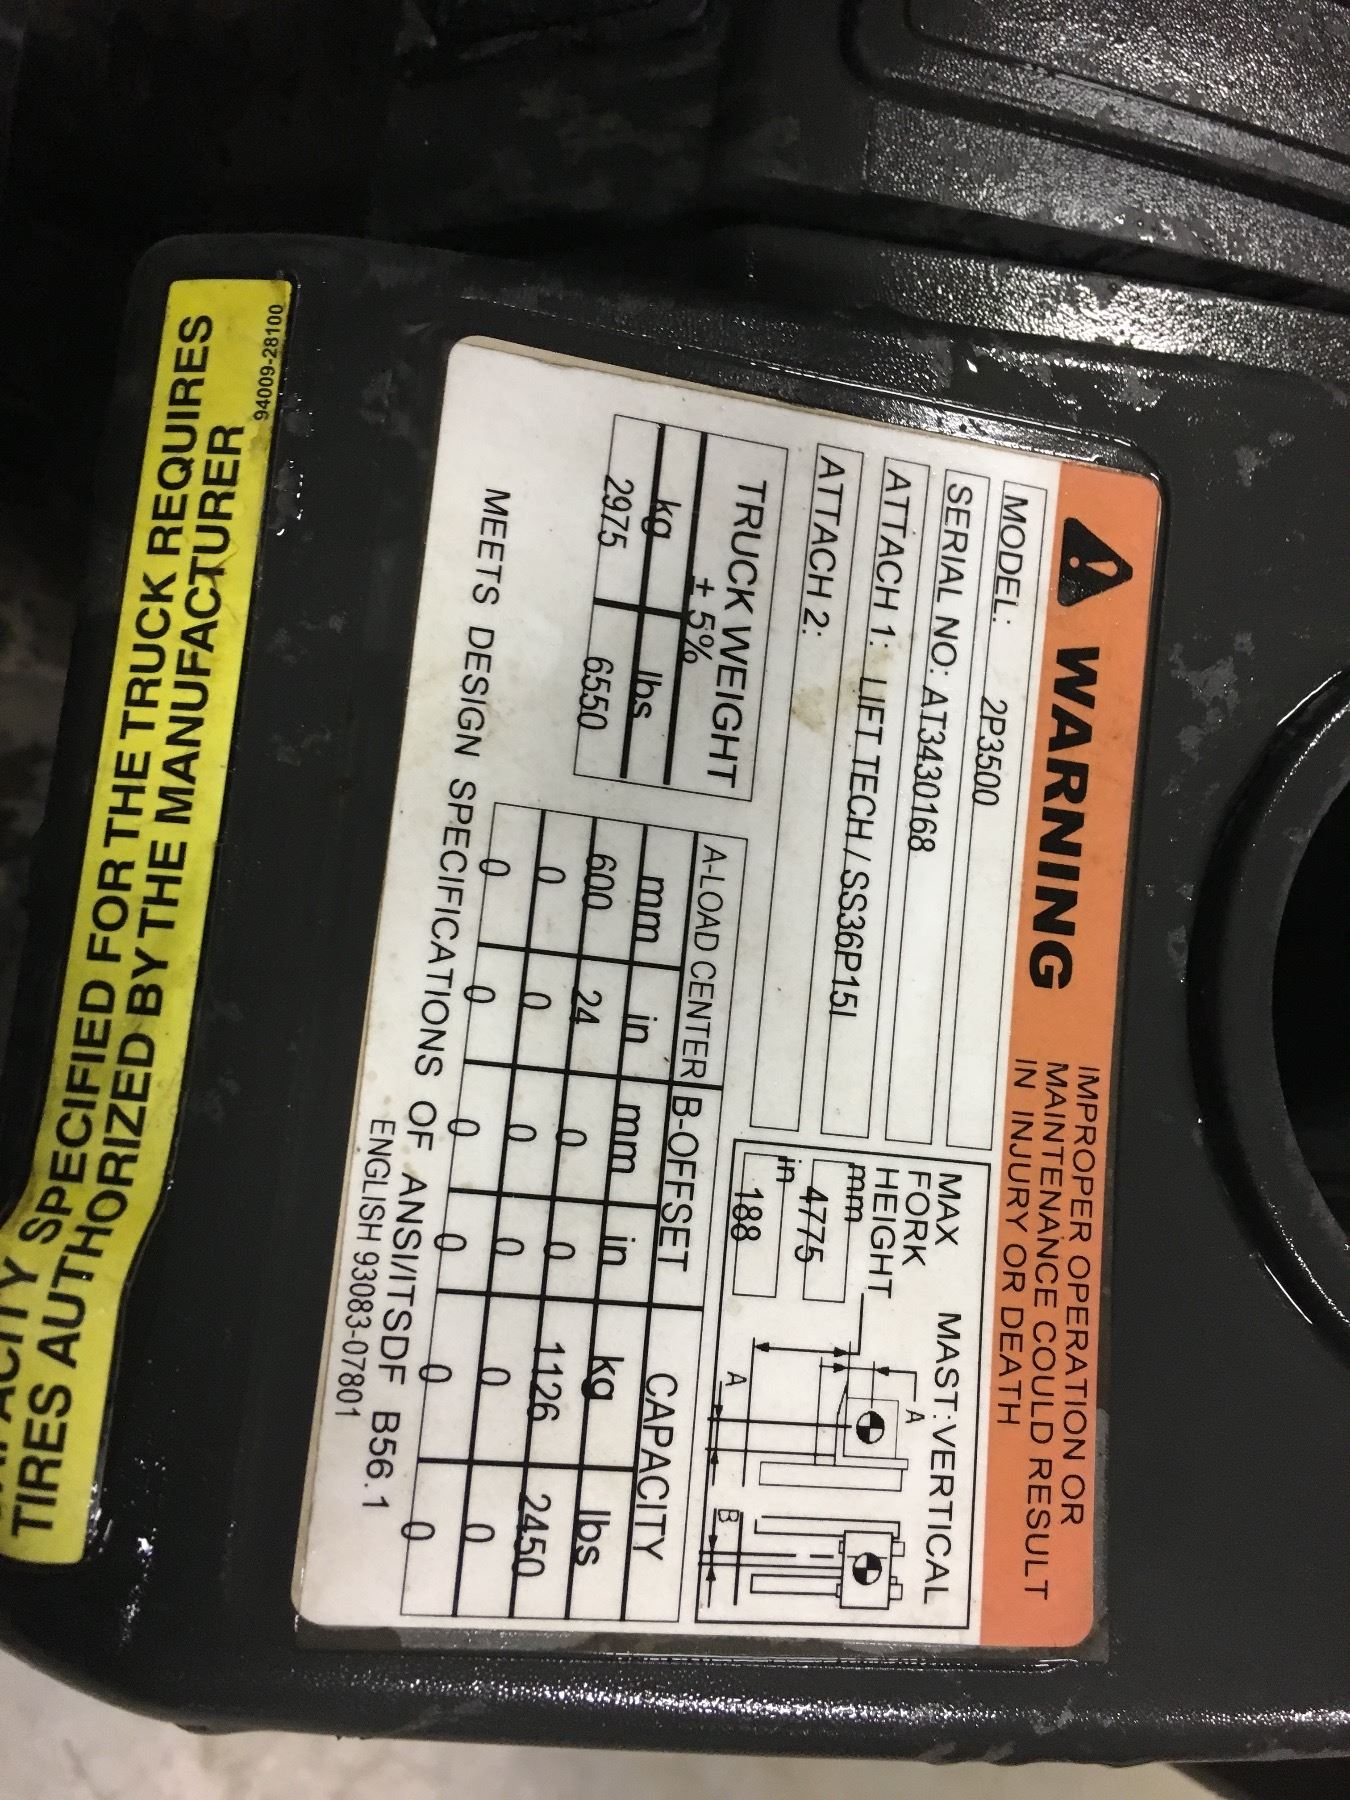 WARNING
IMPROPER OPERATION OR
MAINTENANCE COULD RESULT
IN INJURY OR DEATH
MODEL: 2P3500
SERIAL NO: AT3430168
ATTACH 1: LIFT TECH / SS36P15I
ATTACH 2:
MAX
FORK
HEIGHT
mm
4775
in
188
MAST: VERTICAL
A
A
B
TRUCK WEIGHT
± 5%
kg lbs
2975 6550
A-LOAD CENTER B-OFFSET CAPACITY
mm in mm in kg lbs
600 24 0 0 1126 2450
0 0 0 0 0 0
0 0 0 0 0 0
MEETS DESIGN SPECIFICATIONS OF ANSI/ITSDF B56.1
ENGLISH 93083-07801
94009-28100
CAPACITY SPECIFIED FOR THE TRUCK REQUIRES
TIRES AUTHORIZED BY THE MANUFACTURER